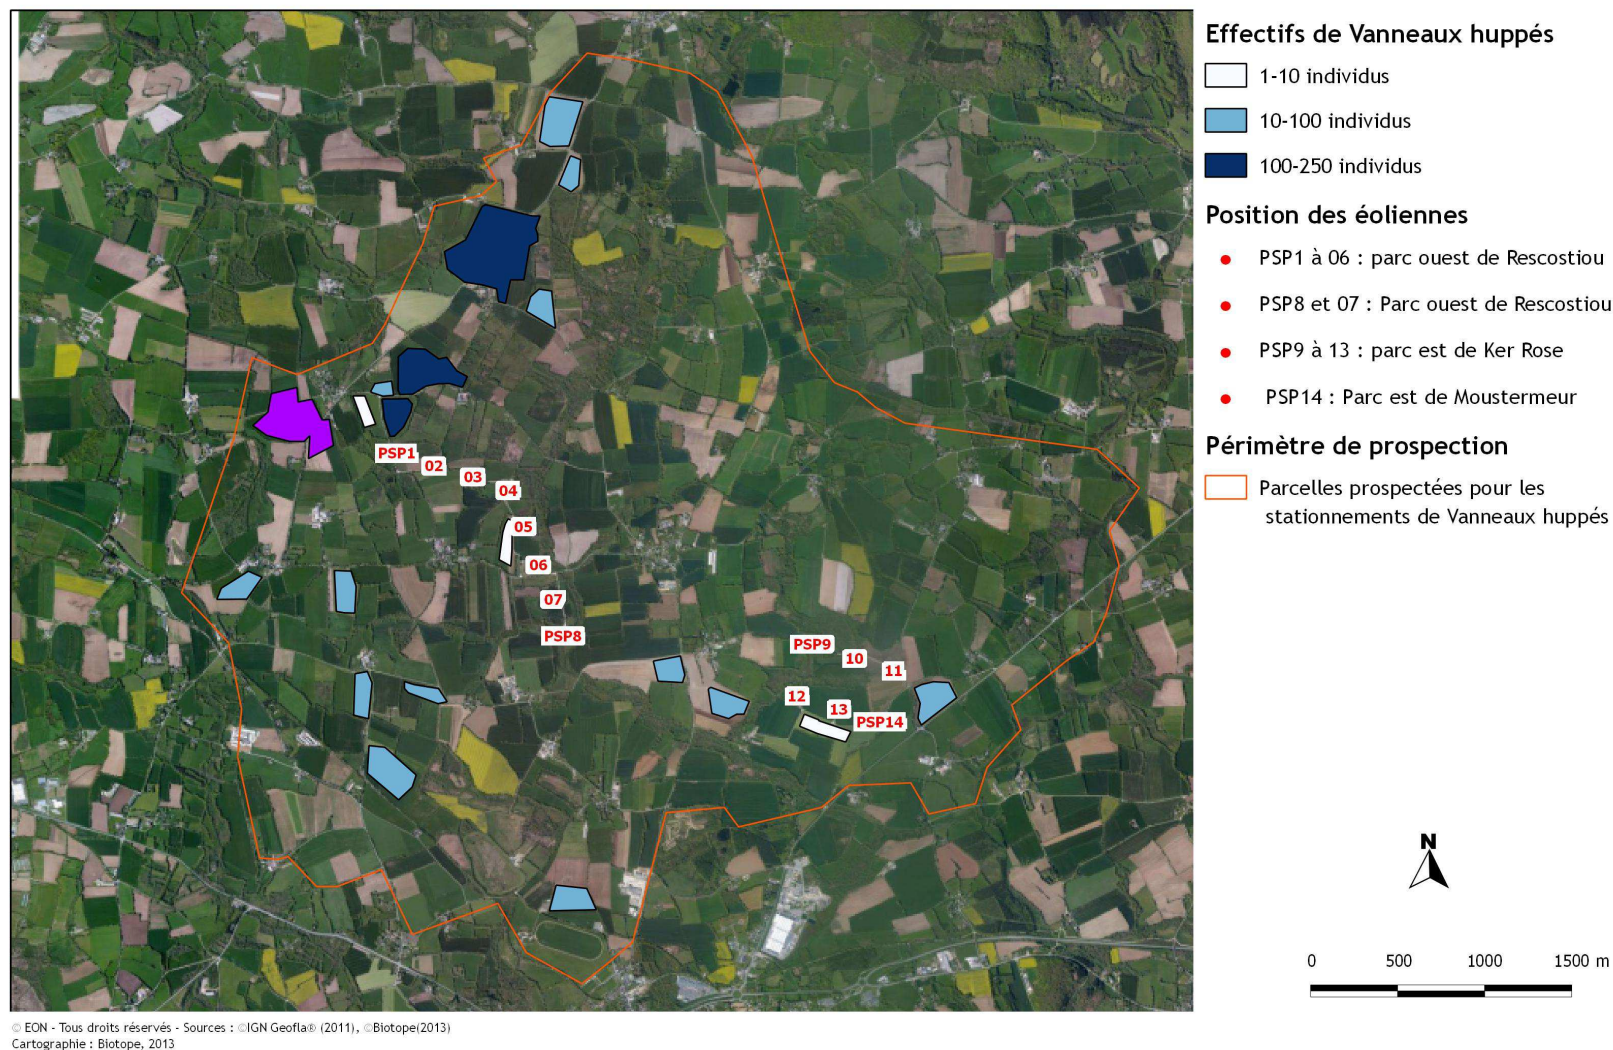 Effectifs de Vanneaux huppés
1-10 individus
10-100 individus
100-250 individus
Position des éoliennes
PSP1 à 06 : parc ouest de Rescostiou
PSP8 et 07 : Parc ouest de Rescostiou
PSP9 à 13 : parc est de Ker Rose
PSP14 : Parc est de Moustermeur
Périmètre de prospection
Parcelles prospectées pour les
stationnements de Vanneaux huppés
PSP1
02
03
04
05
06
07
PSP8
PSP9
10
11
12
13
PSP14
N
0 500 1000 1500 m
© EON - Tous droits réservés - Sources : ©IGN Geofla® (2011), ©Biotope(2013)
Cartographie : Biotope, 2013